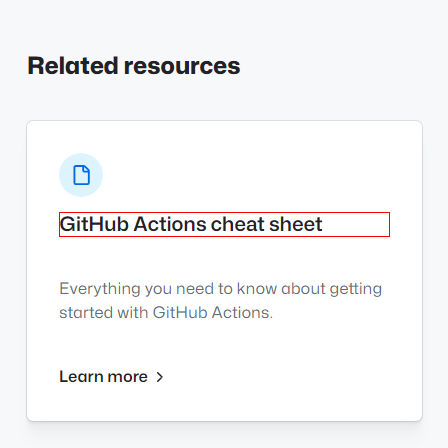 Related resources
GitHub Actions cheat sheet
Everything you need to know about getting
started with GitHub Actions.
Learn more